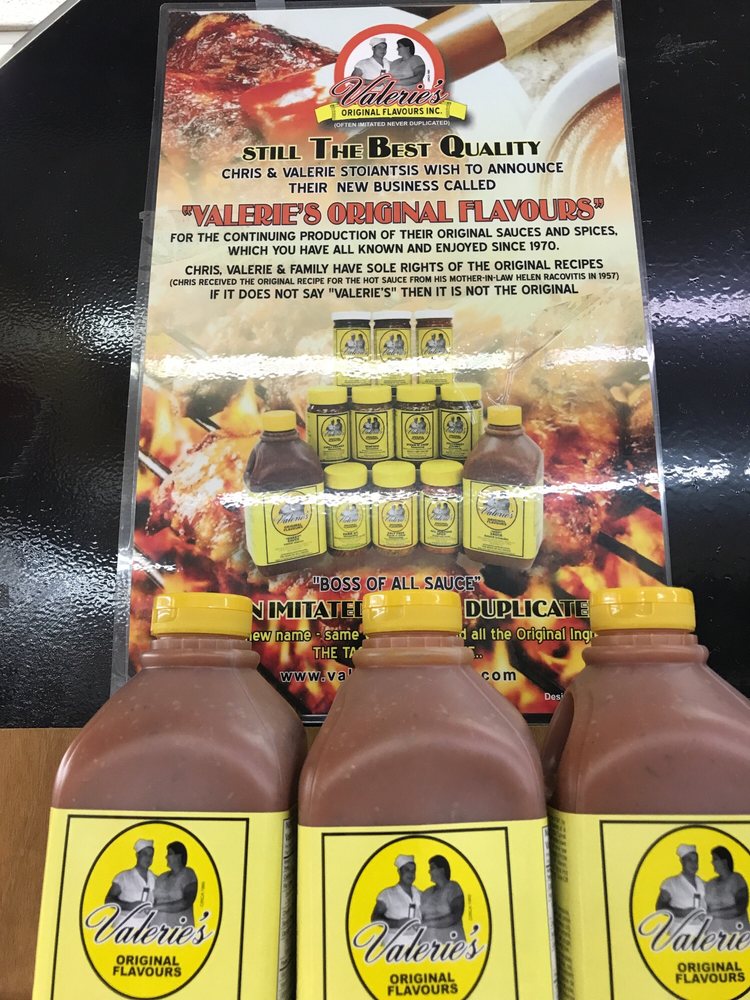 Valerie's
ORIGINAL FLAVOURS INC.
(OFTEN IMITATED NEVER DUPLICATED)
STILL THE BEST QUALITY
CHRIS & VALERIE STOIANTSIS WISH TO ANNOUNCE
THEIR NEW BUSINESS CALLED
"VALERIE'S ORIGINAL FLAVOURS"
FOR THE CONTINUING PRODUCTION OF THEIR ORIGINAL SAUCES AND SPICES,
WHICH YOU HAVE ALL KNOWN AND ENJOYED SINCE 1970.
CHRIS, VALERIE & FAMILY HAVE SOLE RIGHTS OF THE ORIGINAL RECIPES
(CHRIS RECEIVED THE ORIGINAL RECIPE FOR THE HOT SAUCE FROM HIS MOTHER-IN-LAW HELEN RACOVITIS IN 1957)
IF IT DOES NOT SAY "VALERIE'S" THEN IT IS NOT THE ORIGINAL
"BOSS OF ALL SAUCE"
N IMITATED DUPLICATE
ew name - same d all the Original Ingr
THE TA E..
www.val com
Desi
Valerie's
ORIGINAL
FLAVOURS
Valerie's
ORIGINAL
FLAVOURS
Valerie
ORIGINAL
FLAVOURS